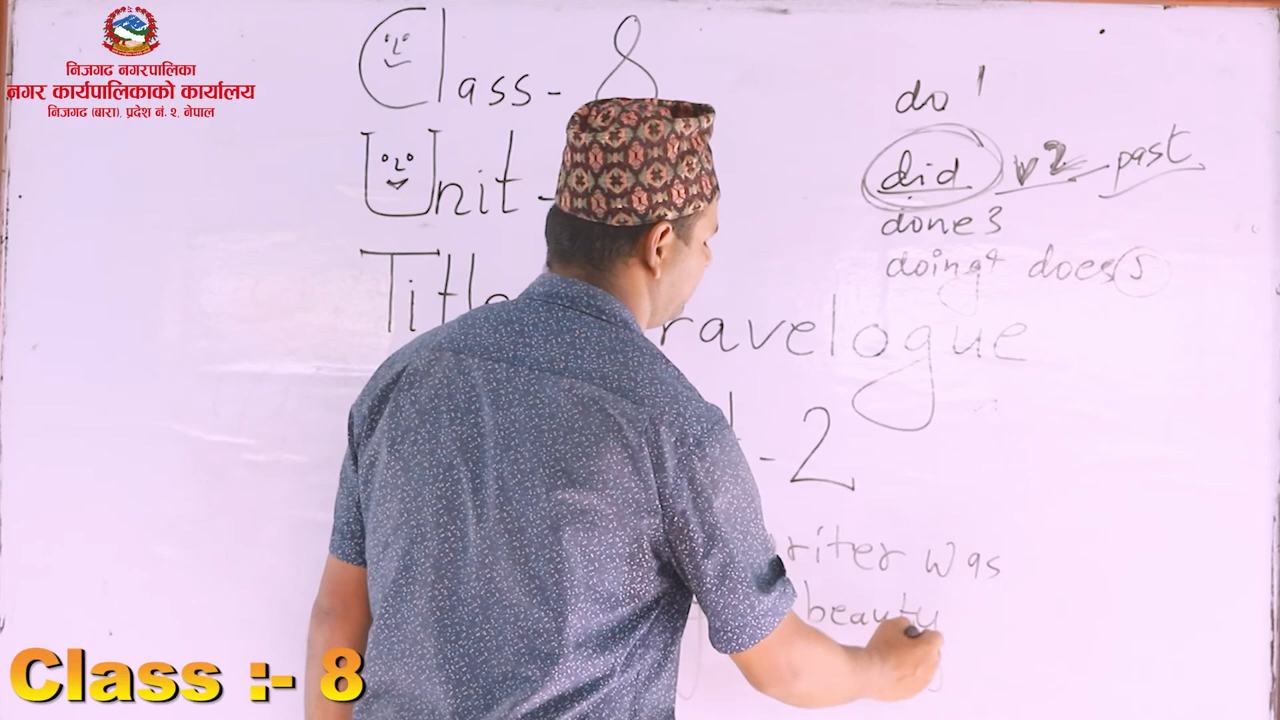 निजगढ नगरपालिका
नगर कार्यपालिकाको कार्यालय
निजगढ (बारा), प्रदेश नं. २, नेपाल
Class - 8
Unit -
Title
ravelogue
- 2
riter was
beauty
do 1
did v2 past
done 3
doing 4 does 5
Class :- 8